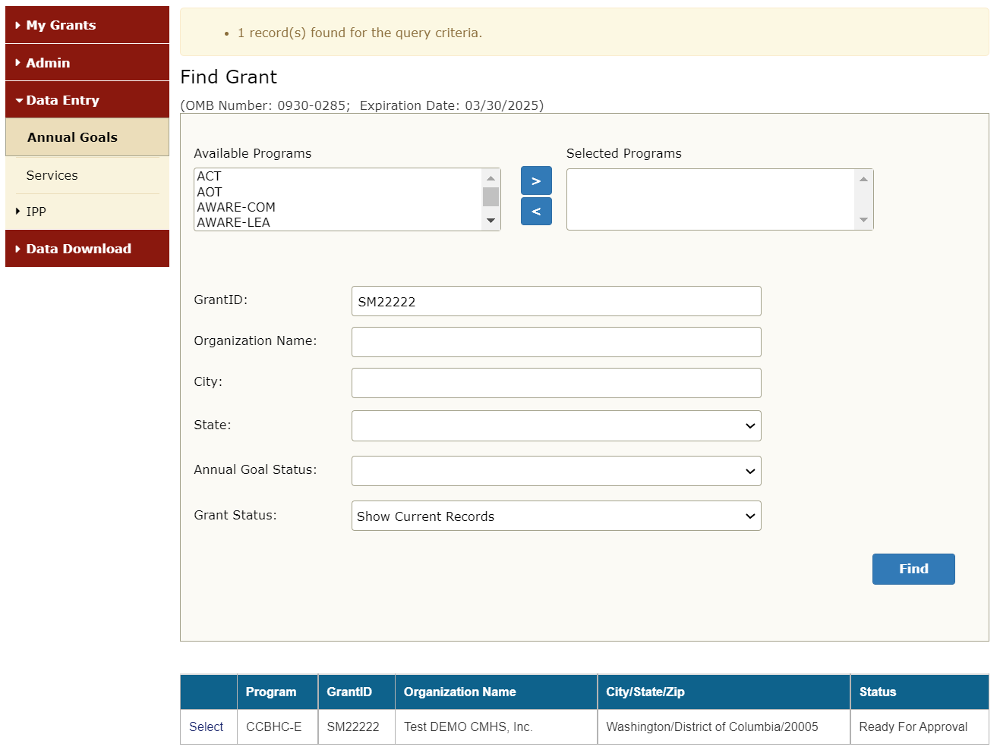 My Grants
Admin
Data Entry
Annual Goals
Services
IPP
Data Download
• 1 record(s) found for the query criteria.
Find Grant
(OMB Number: 0930-0285; Expiration Date: 03/30/2025)
Available Programs
ACT
AOT
AWARE-COM
AWARE-LEA
>
<
Selected Programs
GrantID: SM22222
Organization Name:
City:
State:
Annual Goal Status:
Grant Status: Show Current Records
Find
Program GrantID Organization Name City/State/Zip Status
Select CCBHC-E SM22222 Test DEMO CMHS, Inc. Washington/District of Columbia/20005 Ready For Approval